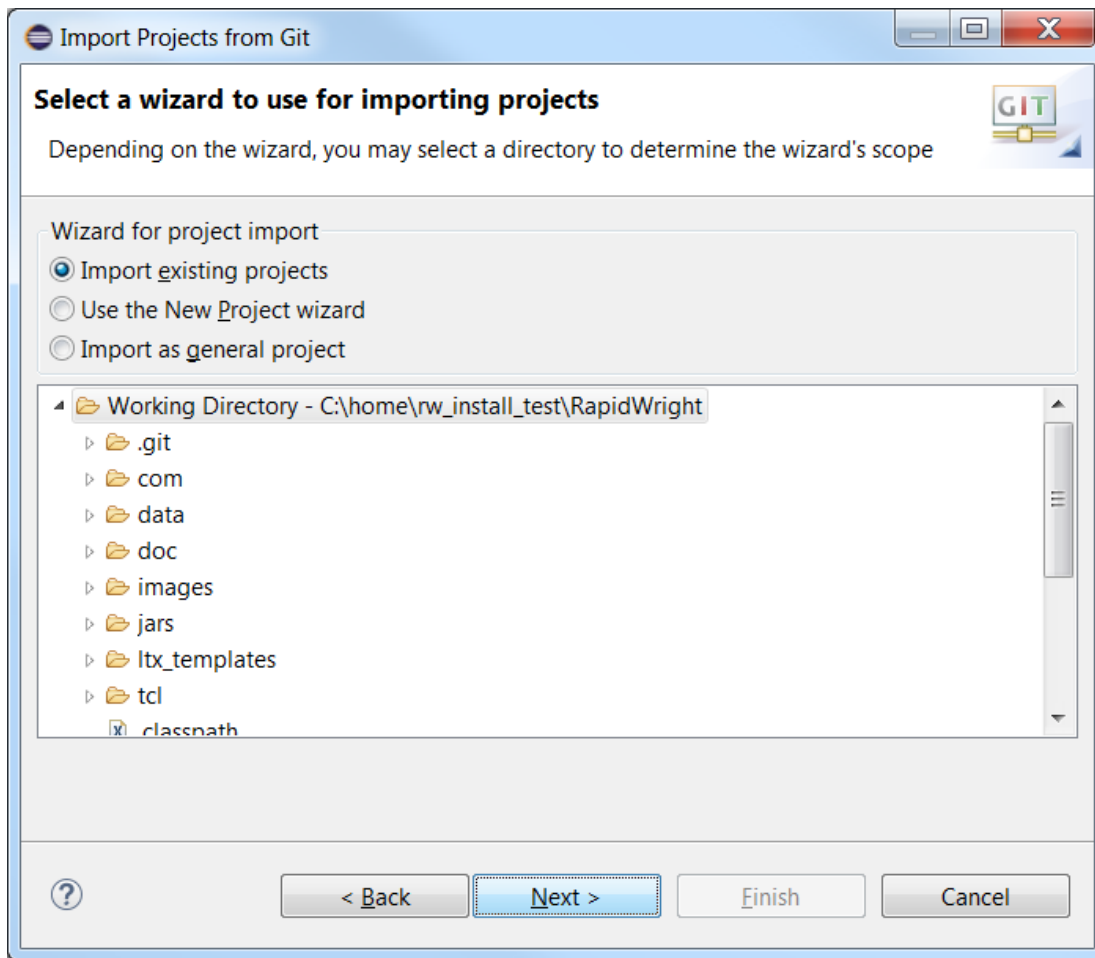 Import Projects from Git
Select a wizard to use for importing projects
GIT
Depending on the wizard, you may select a directory to determine the wizard's scope
Wizard for project import
Import existing projects
Use the New Project wizard
Import as general project
Working Directory - C:\home\rw_install_test\RapidWright
.git
com
data
doc
images
jars
ltx_templates
tcl
.classpath
?
< Back
Next >
Finish
Cancel